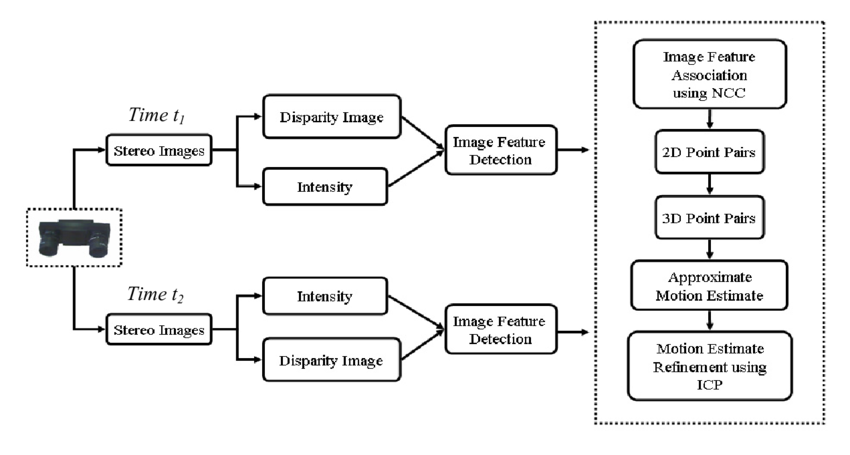 Time t1
Stereo Images
Disparity Image
Intensity
Image Feature
Detection
Time t2
Stereo Images
Intensity
Disparity Image
Image Feature
Detection
Image Feature
Association
using NCC
2D Point Pairs
3D Point Pairs
Approximate
Motion Estimate
Motion Estimate
Refinement using
ICP